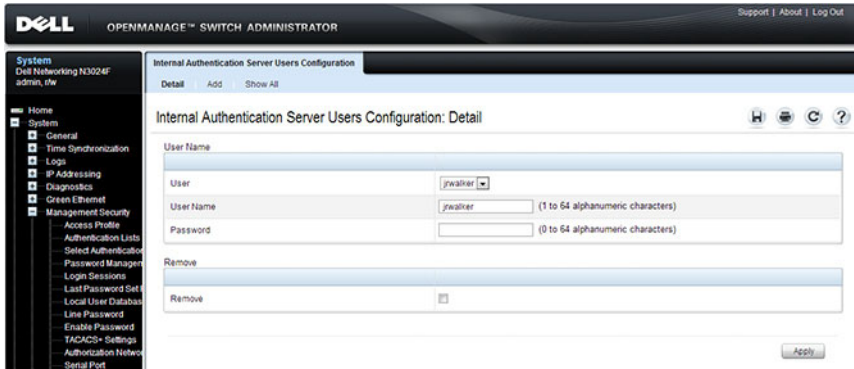 Support | About | Log Out
DELL OPENMANAGE™ SWITCH ADMINISTRATOR
System
Dell Networking N3024F
admin, r/w
Home
System
General
Time Synchronization
Logs
IP Addressing
Diagnostics
Green Ethernet
Management Security
Access Profile
Authentication Lists
Select Authentication
Password Managen
Login Sessions
Last Password Set
Local User Databas
Line Password
Enable Password
TACACS+ Settings
Authorization Networ
Serial Port
Internal Authentication Server Users Configuration
Detail Add Show All
Internal Authentication Server Users Configuration: Detail
User Name
User jrwalker
User Name jrwalker (1 to 64 alphanumeric characters)
Password (0 to 64 alphanumeric characters)
Remove
Remove
Apply